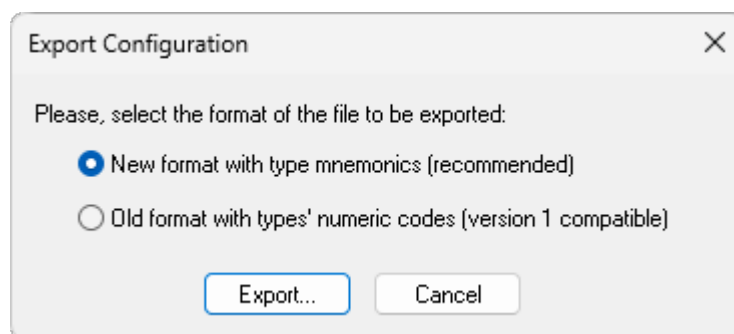 Export Configuration
Please, select the format of the file to be exported:
New format with type mnemonics (recommended)
Old format with types' numeric codes (version 1 compatible)
Export... Cancel